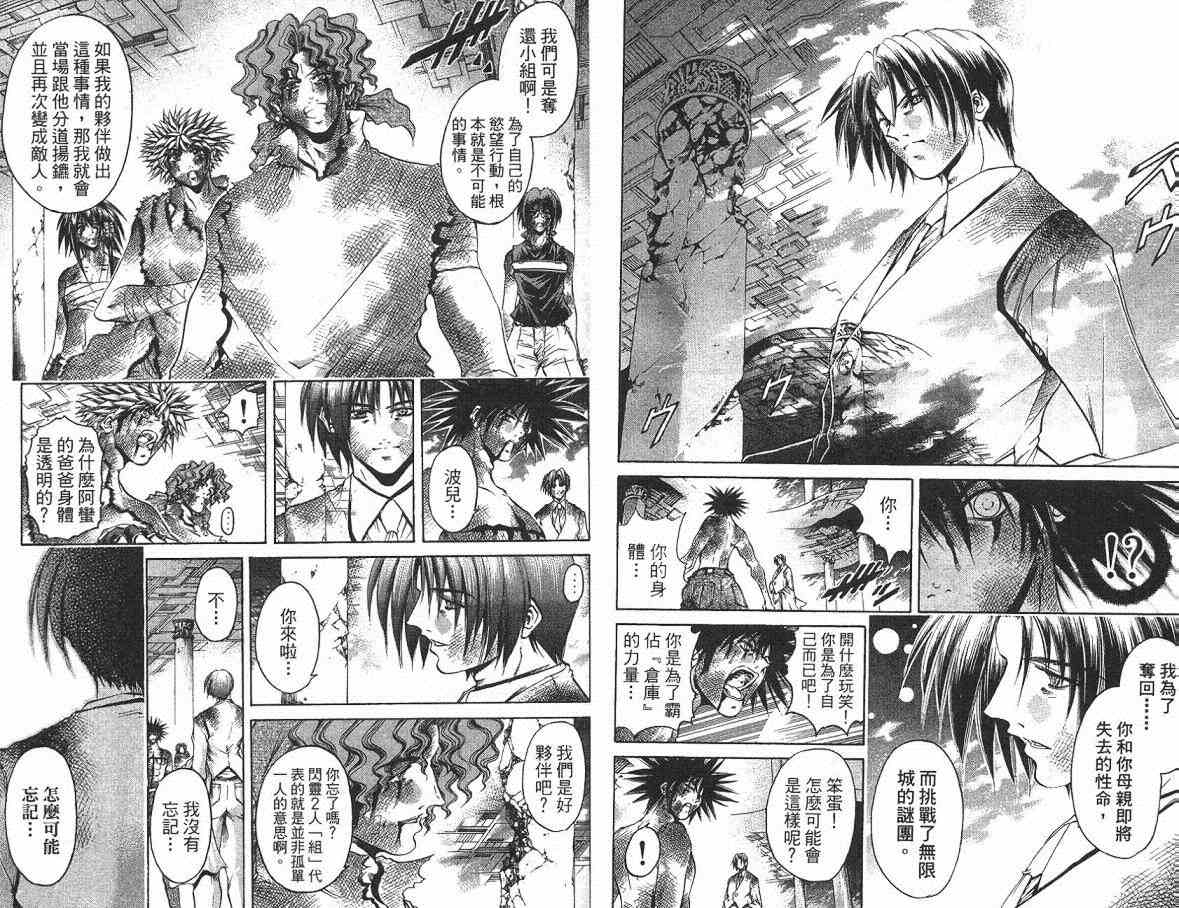 ヴ
ヴ
ヴ
ヴ
!?
你…
你的身
體…
我為了
奪回……
你和你母親即將
失去的性命，
而挑戰了無限
城的謎團。
開什麼玩笑！
你是為了自
己而已吧！
你是為了霸
佔『倉庫』
的力量…
笨蛋！
怎麼可能會
是這樣呢？
！
我們可是奪
還小組啊！
為了自己的
慾望行動，根
本就是不可能
的事情。
如果我的夥伴做出
這種事情，那我就會
當場跟他分道揚鑣，
並且再次變成敵人。
波兒…
！
為什麼阿蠻
的爸爸身體
是透明的？
…
…
你來啦…
我們是好
夥伴吧？
你忘了嗎？
閃靈2人「組」代
表的就是並非孤單
一人的意思啊。
不…
我沒有
忘記…
怎麼可能
忘記…